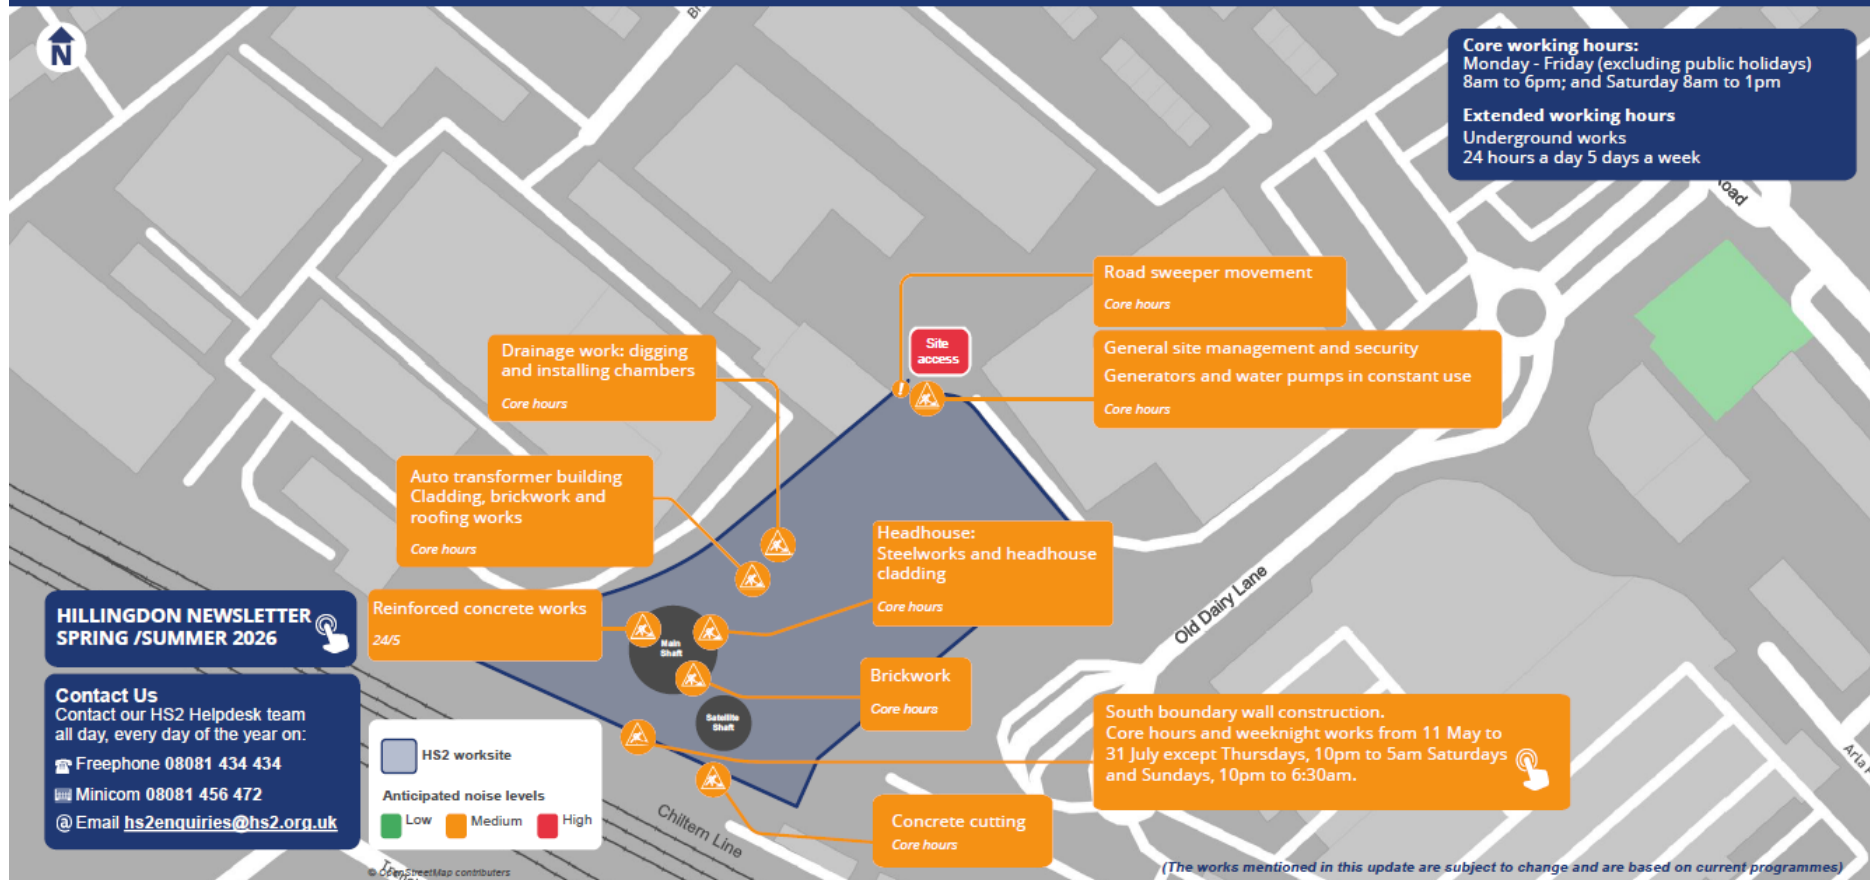 N
Core working hours:
Monday - Friday (excluding public holidays)
8am to 6pm; and Saturday 8am to 1pm
Extended working hours
Underground works
24 hours a day 5 days a week
Road sweeper movement
Core hours
Site
access
General site management and security
Generators and water pumps in constant use
Core hours
Drainage work: digging
and installing chambers
Core hours
Auto transformer building
Cladding, brickwork and
roofing works
Core hours
Headhouse:
Steelworks and headhouse
cladding
Core hours
Old Dairy Lane
HILLINGDON NEWSLETTER
SPRING /SUMMER 2026
Reinforced concrete works
24/5
Main
Shaft
Brickwork
Core hours
Satellite
Shaft
Contact Us
Contact our HS2 Helpdesk team
all day, every day of the year on:
Freephone 08081 434 434
Minicom 08081 456 472
@ Email hs2enquiries@hs2.org.uk
HS2 worksite
Anticipated noise levels
Low
Medium
High
South boundary wall construction.
Core hours and weeknight works from 11 May to
31 July except Thursdays, 10pm to 5am Saturdays
and Sundays, 10pm to 6:30am.
Chiltern Line
Concrete cutting
Core hours
© OpenStreetMap contributers
(The works mentioned in this update are subject to change and are based on current programmes)